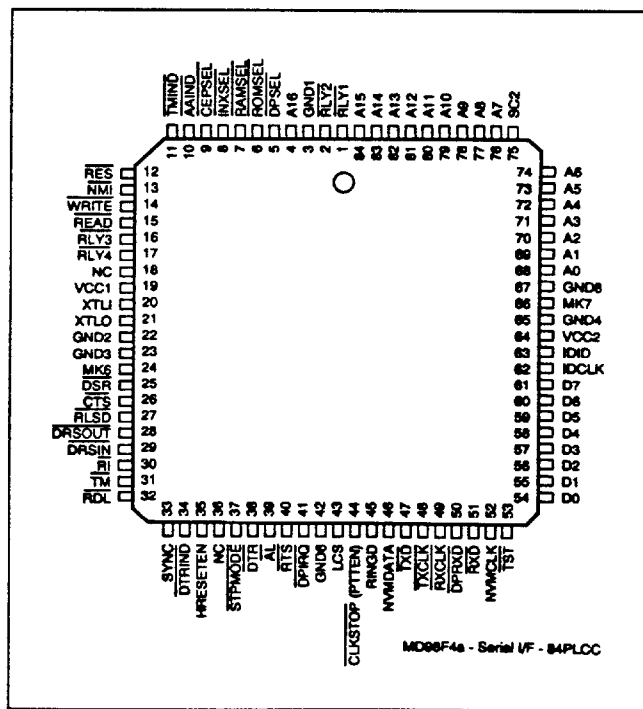 TMIND
AAIND
CEPSEL
INXSEL
RAMSEL
ROMSEL
DPSEL
A16
GND1
RLY2
RLY1
A15
A14
A13
A12
A11
A10
A9
A8
A7
SC2
11 10 9 8 7 6 5 4 3 2 1 84 83 82 81 80 79 78 77 76 75
RES 12
NMI 13
WRITE 14
READ 15
RLY3 16
RLY4 17
NC 18
VCC1 19
XTLI 20
XTLO 21
GND2 22
GND3 23
MK6 24
DSR 25
CTS 26
RLSD 27
DRSOUT 28
DRSIN 29
RI 30
TM 31
RDL 32
74 A6
73 A5
72 A4
71 A3
70 A2
69 A1
68 A0
67 GND8
66 MK7
65 GND4
64 VCC2
63 IDID
62 IDCLK
61 D7
60 D6
59 D5
58 D4
57 D3
56 D2
55 D1
54 D0
33 34 35 36 37 38 39 40 41 42 43 44 45 46 47 48 49 50 51 52 53
SYNC
DTRIND
HRESETEN
NC
STPMODE
DTR
AL
RTS
DPIRQ
GND6
LCS
CLKSTOP (PTTEN)
RINGD
NVMDATA
TXD
TXCLK
RXCLK
DPRXD
RXD
NVMCLK
TST
MD96F4a - Serial I/F - 84PLCC